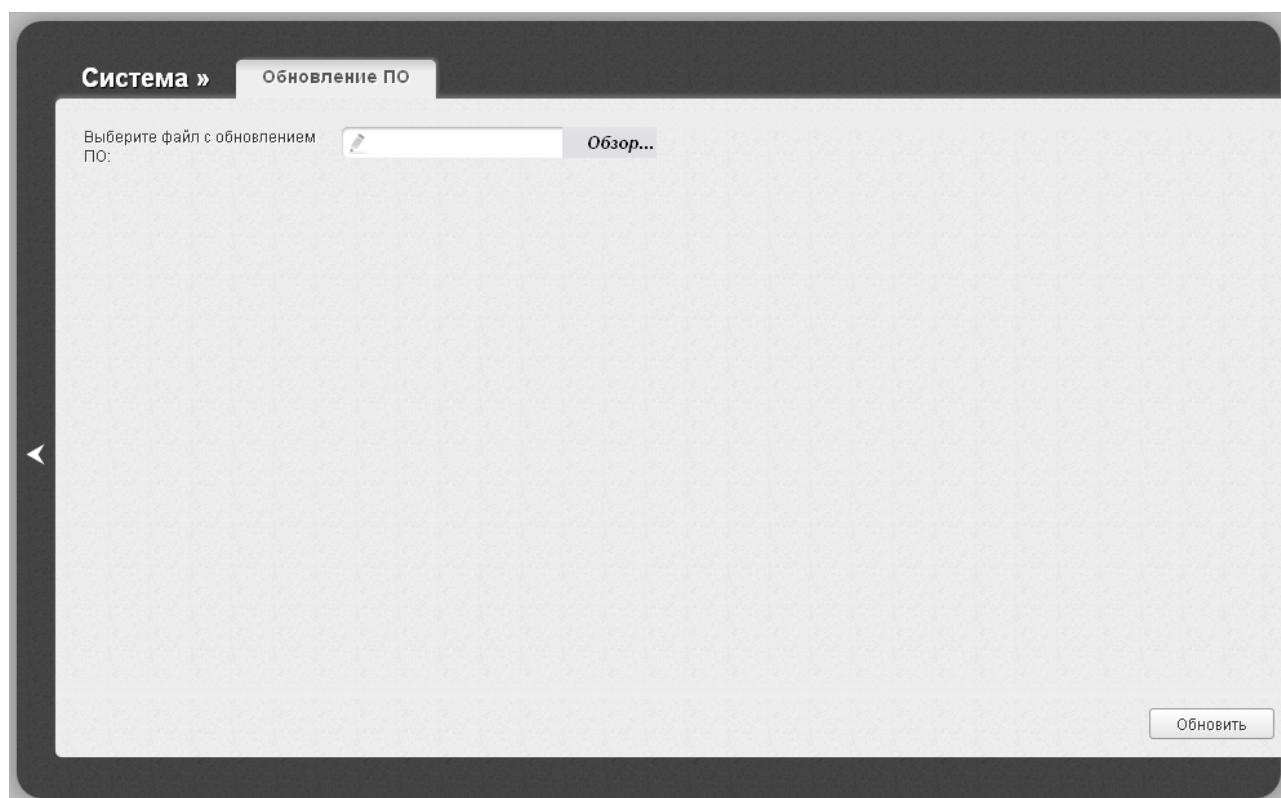 Система »
Обновление ПО
Выберите файл с обновлением
ПО:
Обзор...
Обновить